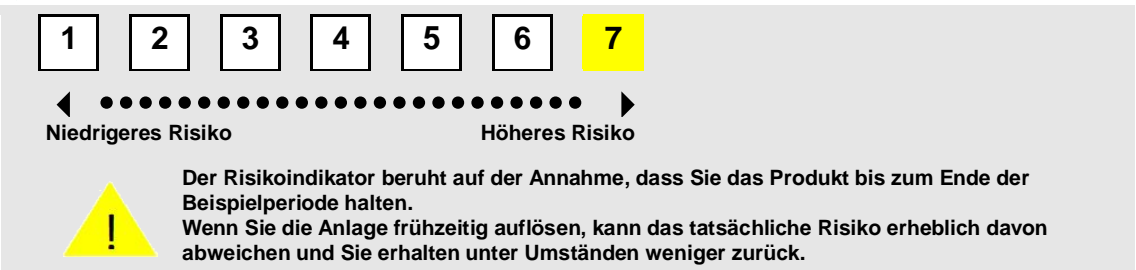 1 2 3 4 5 6 7
Niedrigeres Risiko Höheres Risiko
!
Der Risikoindikator beruht auf der Annahme, dass Sie das Produkt bis zum Ende der
Beispielperiode halten.
Wenn Sie die Anlage frühzeitig auflösen, kann das tatsächliche Risiko erheblich davon
abweichen und Sie erhalten unter Umständen weniger zurück.